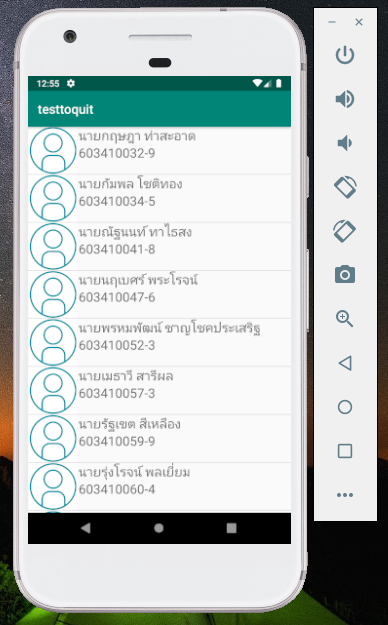 12:55
testtoquit
นายกฤษฎา ทำสะอาด
603410032-9
นายกัมพล โชติทอง
603410034-5
นายณัฐนนท์ ทาไธสง
603410041-8
นายนฤเบศร์ พระโรจน์
603410047-6
นายพรหมพัฒน์ ชาญโชคประเสริฐ
603410052-3
นายเมธาวี สารีผล
603410057-3
นายรัฐเขต สีเหลือง
603410059-9
นายรุ่งโรจน์ พลเยี่ยม
603410060-4